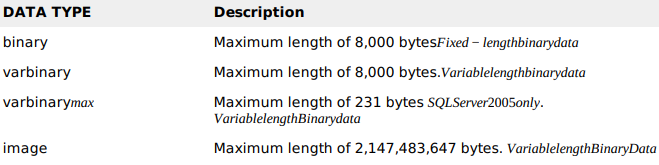 DATA TYPE Description
binary Maximum length of 8,000 bytesFixed − lengthbinarydata
varbinary Maximum length of 8,000 bytes.Variablelengthbinarydata
varbinarymax Maximum length of 231 bytes SQLServer2005only.
VariablelengthBinarydata
image Maximum length of 2,147,483,647 bytes. VariablelengthBinaryData